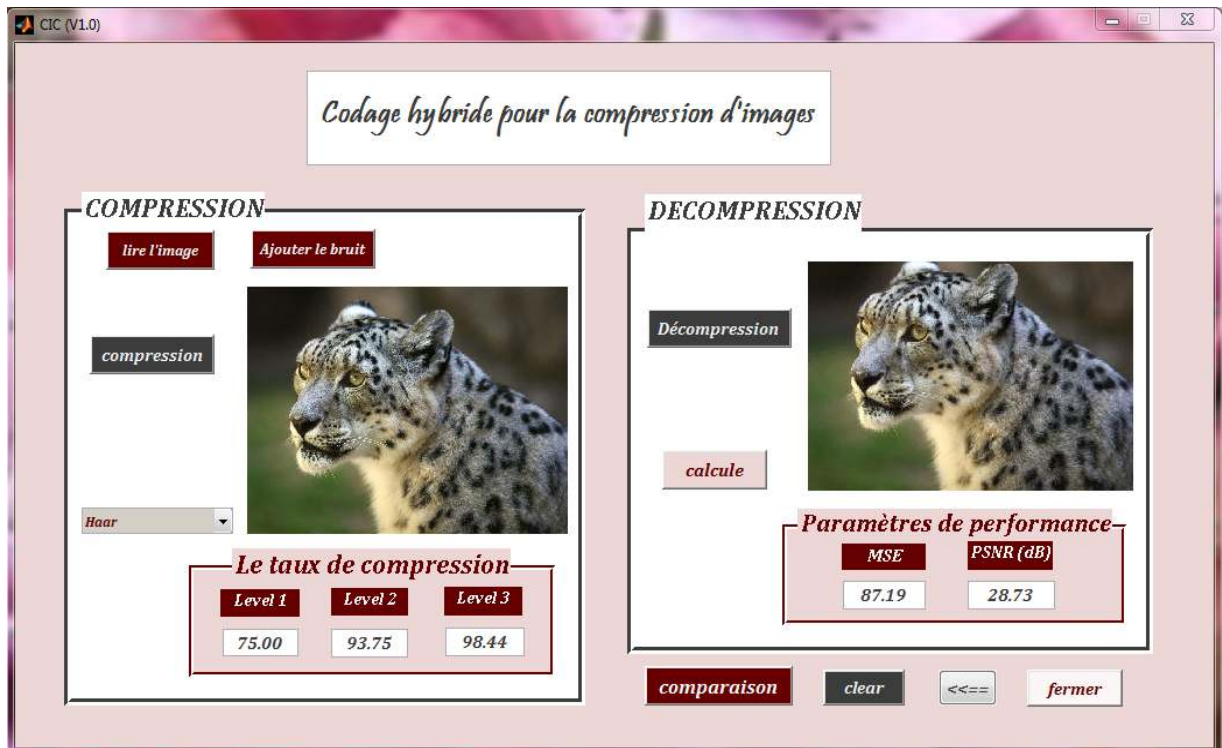 CIC (V1.0)
Codage hybride pour la compression d'images
COMPRESSION
lire l'image
Ajouter le bruit
compression
Haar
Le taux de compression
Level 1
Level 2
Level 3
75.00
93.75
98.44
DECOMPRESSION
Décompression
calcule
Paramètres de performance
MSE
PSNR (dB)
87.19
28.73
comparaison
clear
<<==
fermer